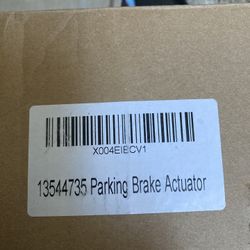 X004EIECV1
13544735 Parking Brake Actuator